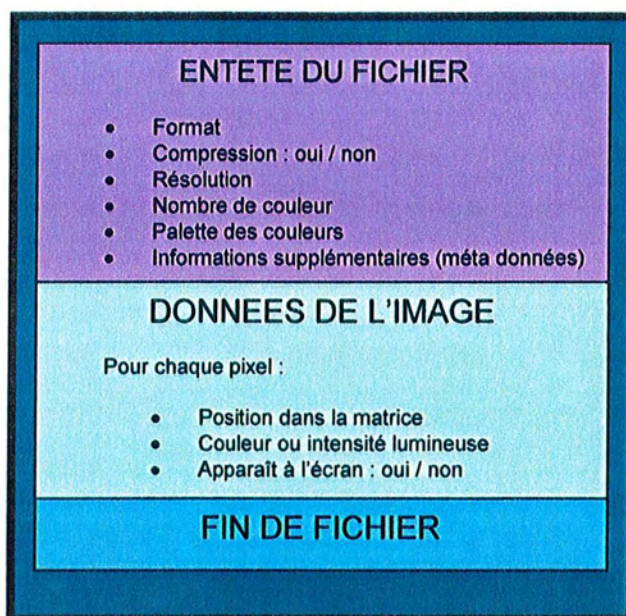 ENTETE DU FICHIER
• Format
• Compression : oui / non
• Résolution
• Nombre de couleur
• Palette des couleurs
• Informations supplémentaires (méta données)
DONNEES DE L'IMAGE
Pour chaque pixel :
• Position dans la matrice
• Couleur ou intensité lumineuse
• Apparaît à l'écran : oui / non
FIN DE FICHIER